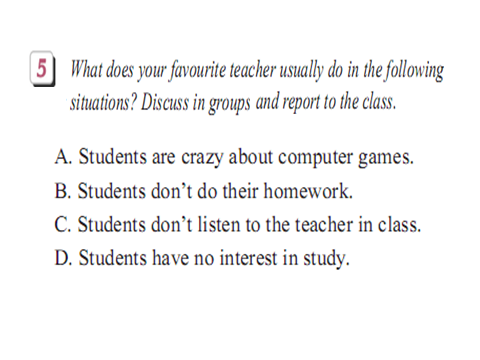 5 What does your favourite teacher usually do in the following
situations? Discuss in groups and report to the class.
A. Students are crazy about computer games.
B. Students don't do their homework.
C. Students don't listen to the teacher in class.
D. Students have no interest in study.